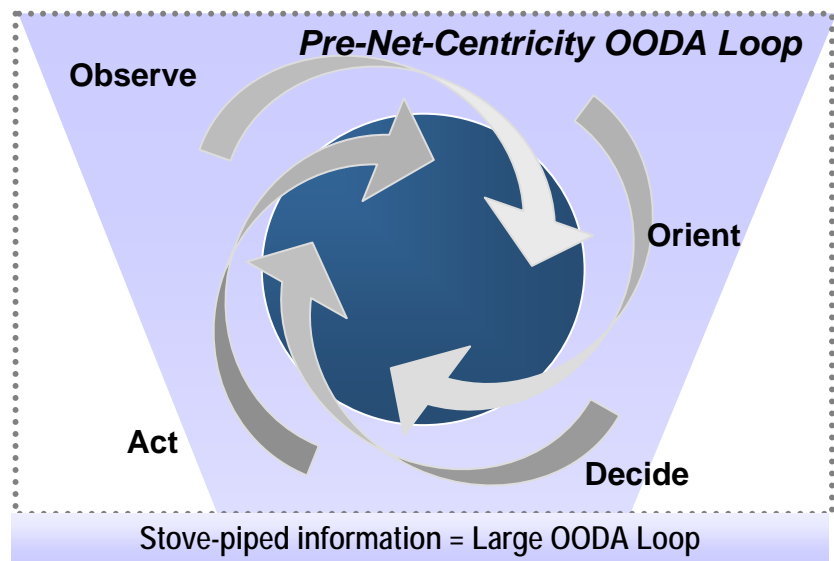 Pre-Net-Centricity OODA Loop
Observe
Orient
Act
Decide
Stove-piped information = Large OODA Loop